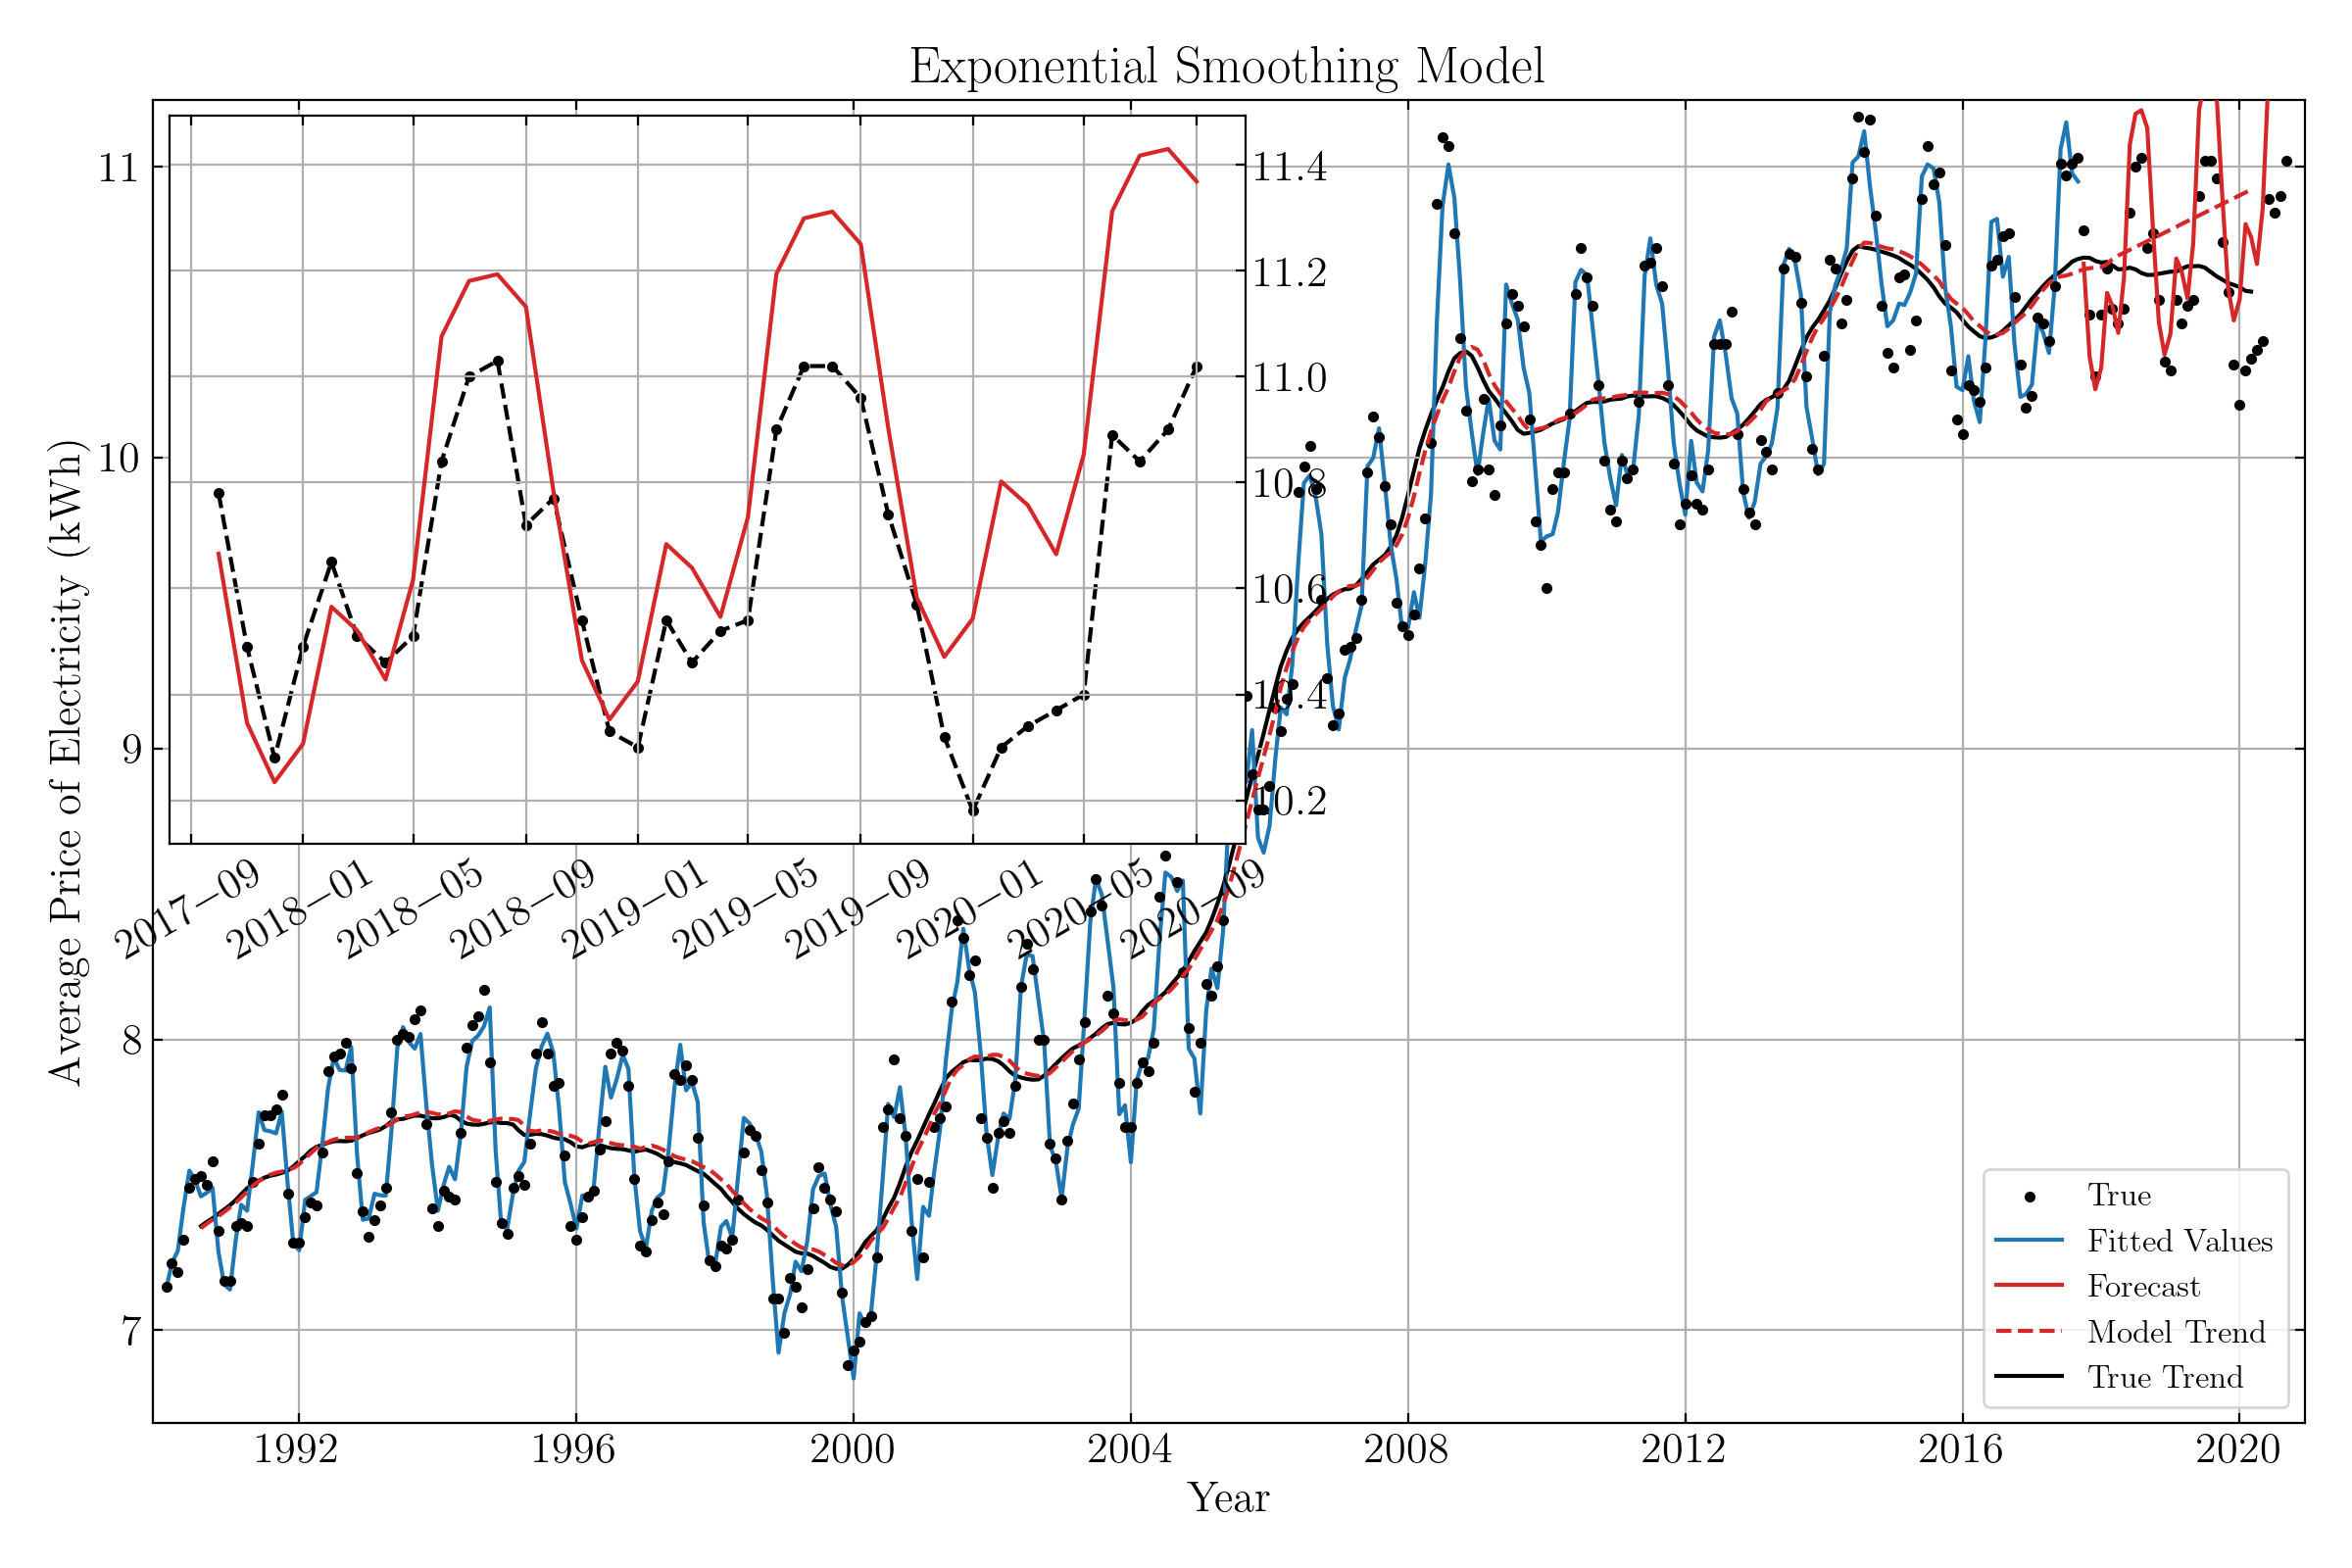 Exponential Smoothing Model
Average Price of Electricity (kWh)
11
10
9
8
7
11.4
11.2
11.0
10.8
10.6
10.4
10.2
2017–09
2018–01
2018–05
2018–09
2019–01
2019–05
2019–09
2020–01
2020–05
2020–09
True
Fitted Values
Forecast
Model Trend
True Trend
1992 1996 2000 2004 2008 2012 2016 2020
Year